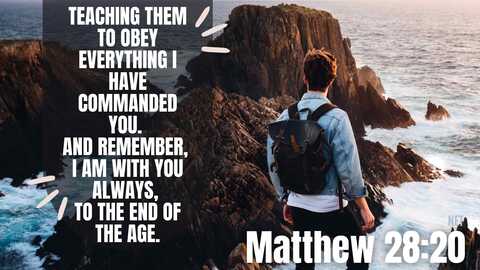 TEACHING THEM
TO OBEY
EVERYTHING I
HAVE
COMMANDED
YOU.
AND REMEMBER,
I AM WITH YOU
ALWAYS,
TO THE END OF
THE AGE.
NET
Matthew 28:20